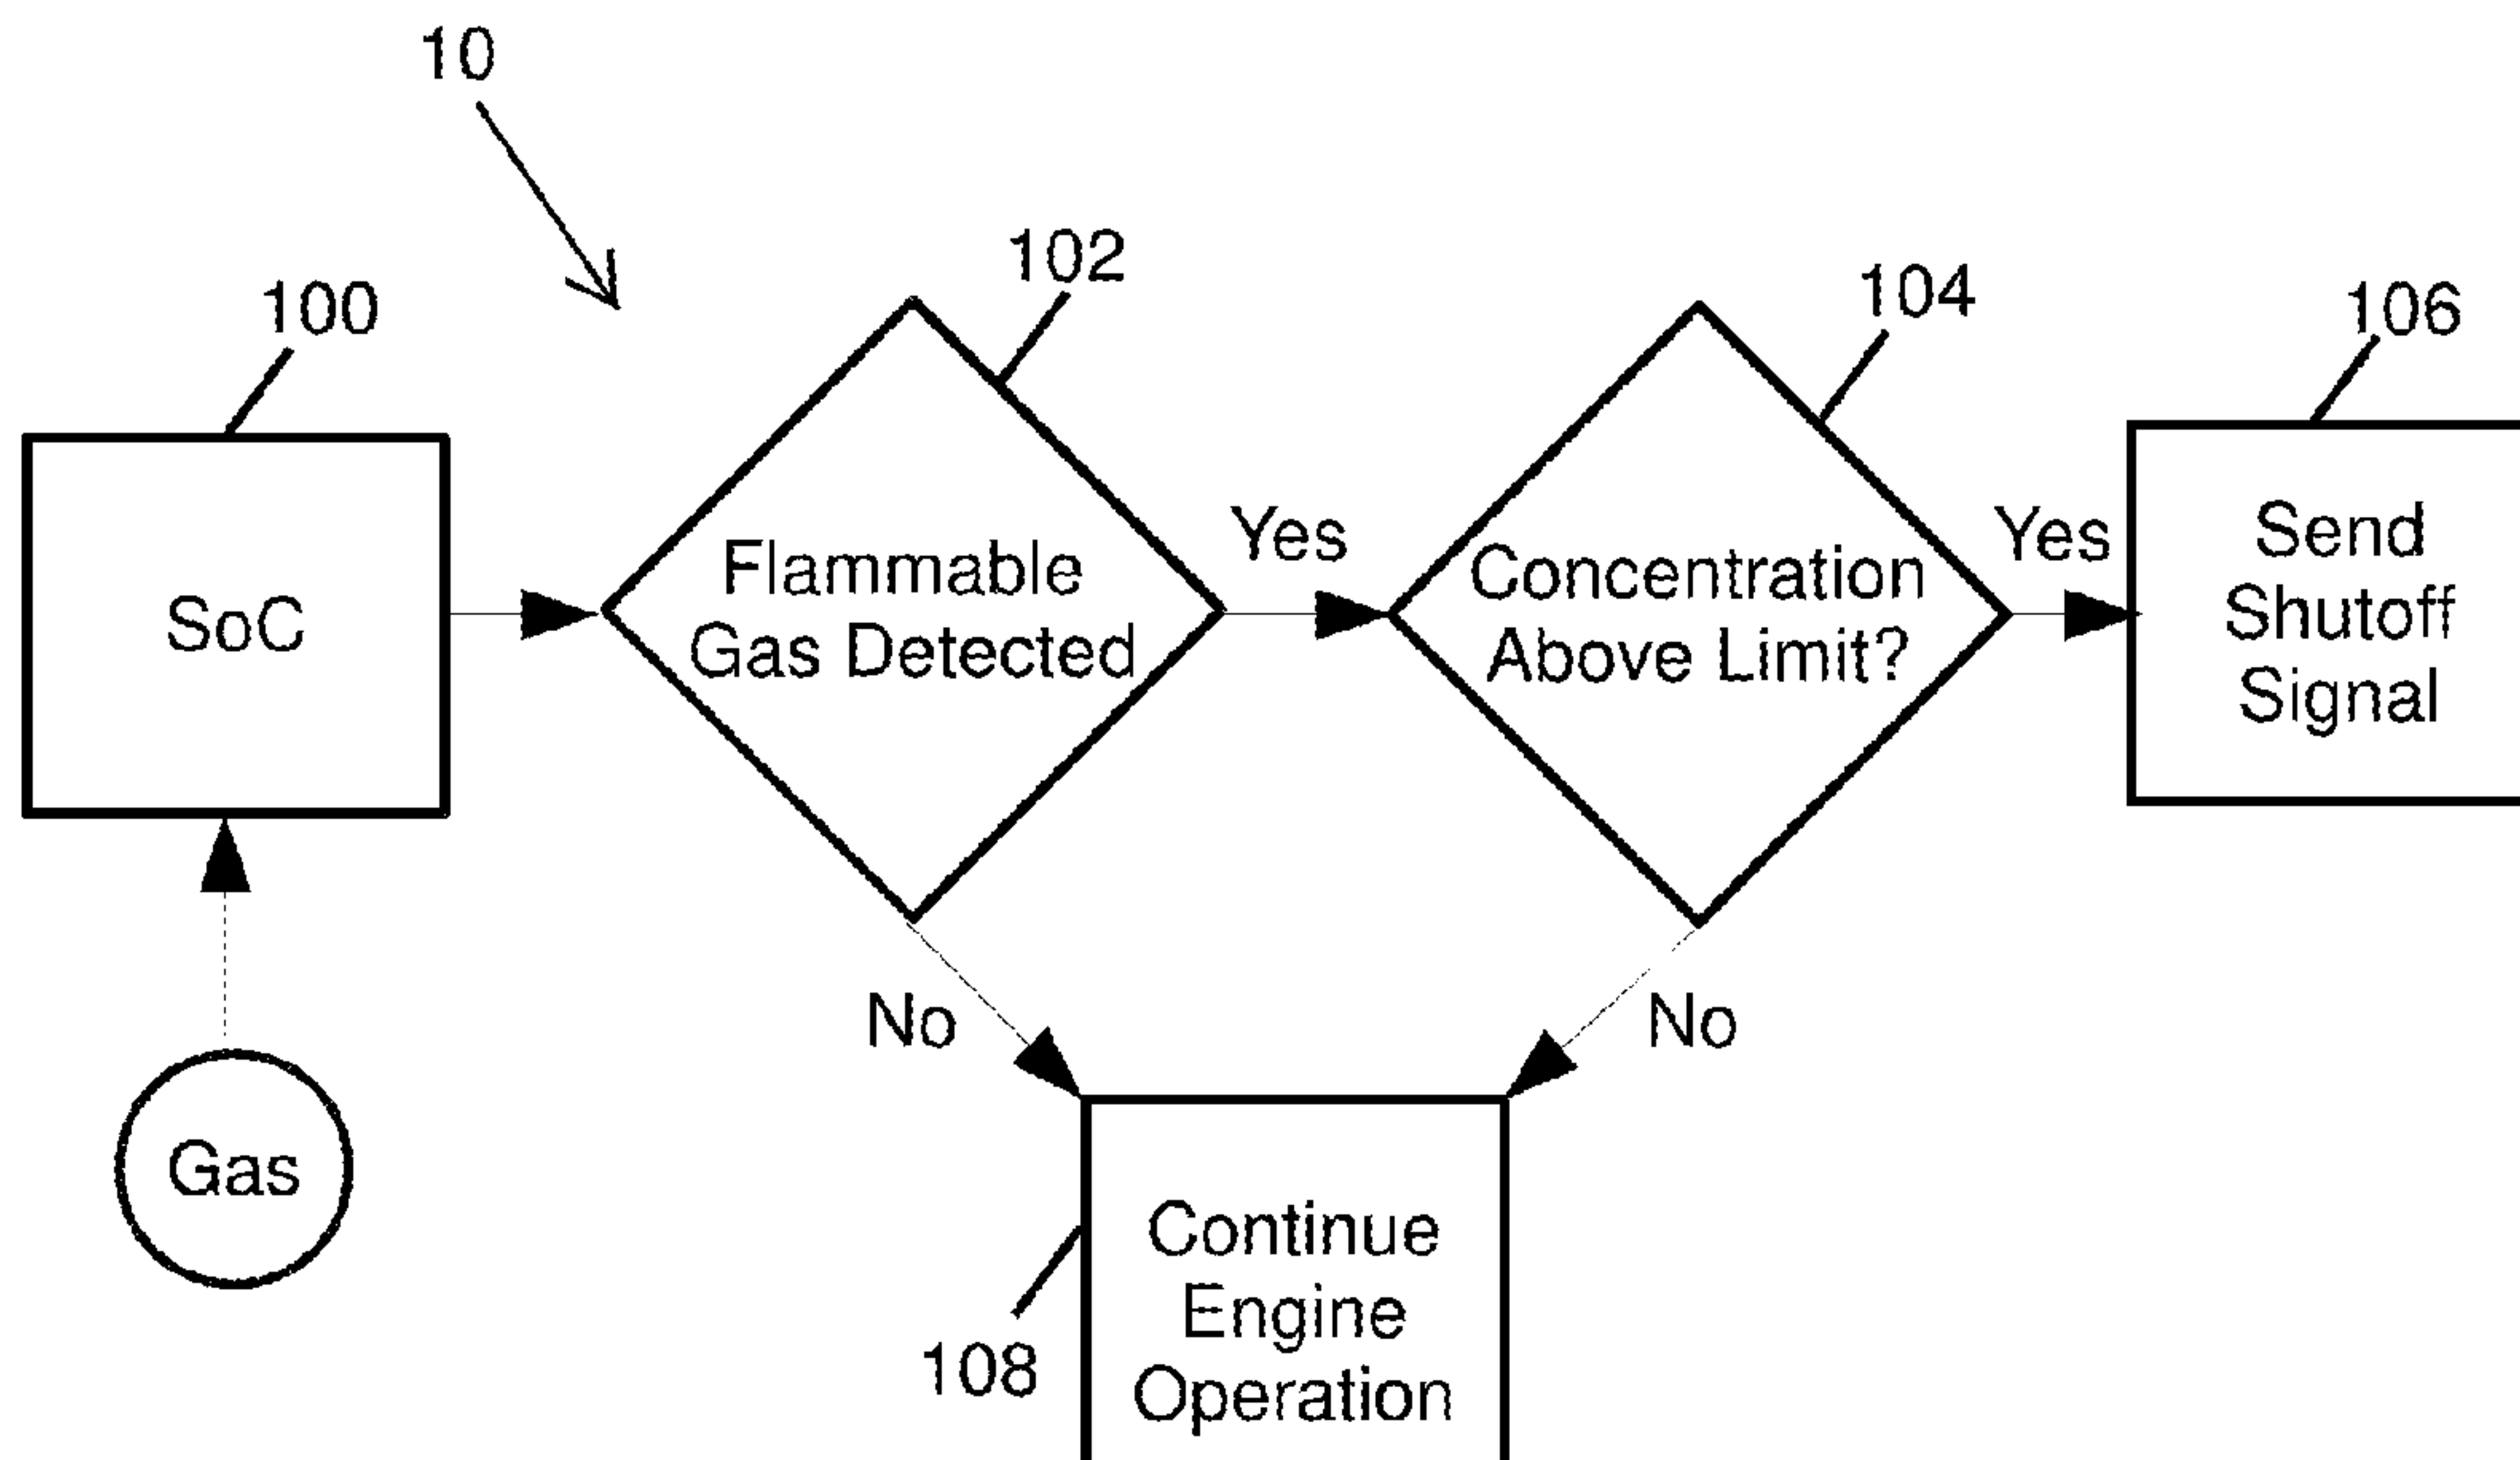 10
100
102
104
106
SoC
Flammable
Gas Detected
Yes
Concentration
Above Limit?
Yes
Send
Shutoff
Signal
No
No
Gas
Continue
Engine
Operation
108